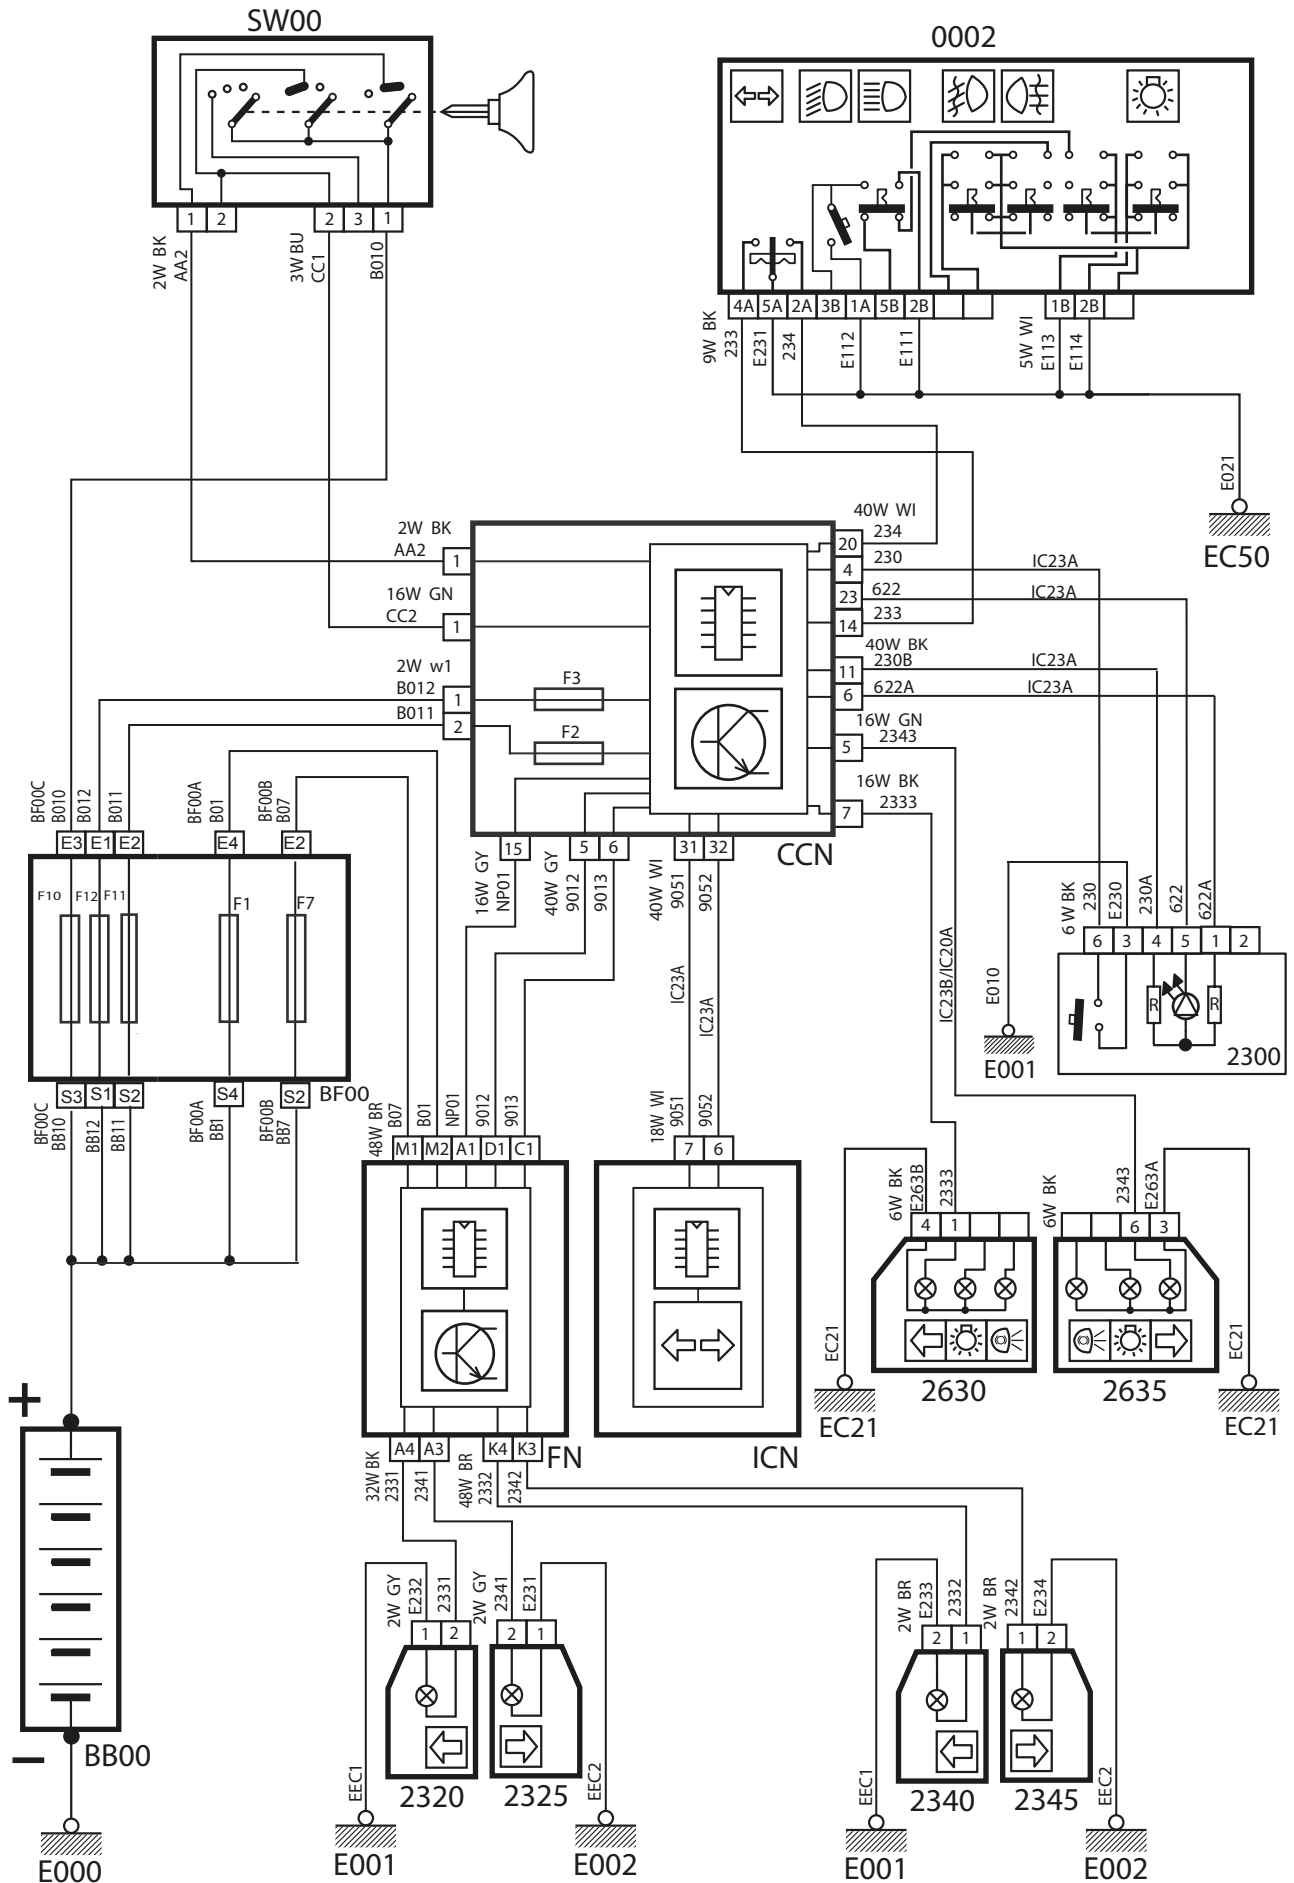 SW00
0002
1 2 2 3 1
2W BK
AA2
3W BU
CC1
B010
4A 5A 2A 3B 1A 5B 2B 1B 2B
9W BK
233
E231
234
E112
E111
5W WI
E113
E114
E021
EC50
2W BK
AA2
1
16W GN
CC2
1
2W w1
B012
1
B011
2
F3
F2
40W WI
20 234
4 230
IC23A
23 622
IC23A
14 233
40W BK
11 230B
IC23A
6 622A
IC23A
16W GN
5 2343
16W BK
7 2333
CCN
15 5 6 31 32
16W GY
NP01
40W GY
9012
9013
40W WI
9051
9052
IC23A
IC23A
IC23B/IC20A
BF00C
B010
B012
B011
BF00A
B01
BF00B
B07
E3 E1 E2 E4 E2
F10 F12 F11 F1 F7
S3 S1 S2 S4 S2
BF00
BF00C
BB10
BB12
BB11
BF00A
BB1
BF00B
BB7
6 W BK
230
E230
230A
622
622A
6 3 4 5 1 2
R R
2300
E010
E001
48W BR
B07
B01
NP01
9012
9013
M1 M2 A1 D1 C1
18W WI
9051
9052
7 6
6W BK
E263B
2333
4 1
6W BK
2343
E263A
6 3
EC21
EC21
2630
2635
EC21
EC21
A4 A3 K4 K3
FN
ICN
32W BK
2331
2341
48W BR
2332
2342
+
−
BB00
E000
2W GY
E232
2331
1 2
2W GY
2341
E231
2 1
2320
2325
EEC1
E001
EEC2
E002
2W BR
E233
2332
2 1
2W BR
2342
E234
1 2
2340
2345
EEC1
E001
EEC2
E002